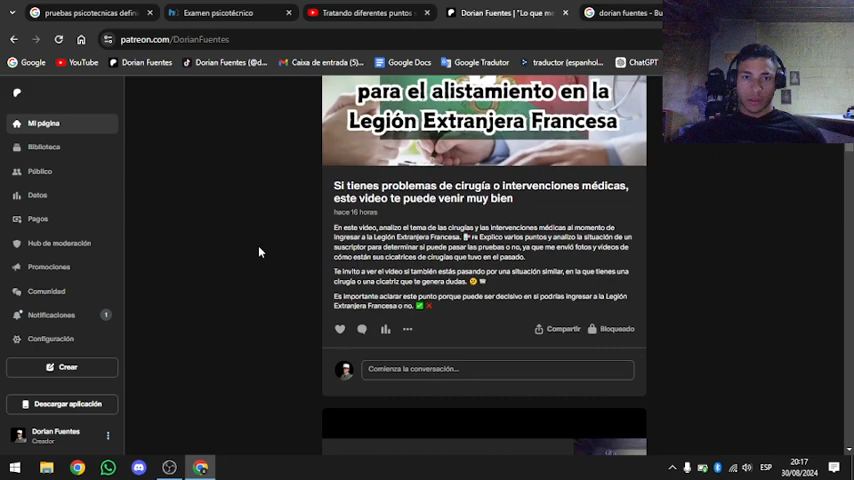 pruebas psicotecnicas defin
Examen psicotécnico
Tratando diferentes puntos s
Dorian Fuentes | "Lo que m
dorian fuentes - Bu
patreon.com/DorianFuentes
Google
YouTube
Dorian Fuentes
Dorian Fuentes (@d...
Caixa de entrada (5)...
Google Docs
Google Tradutor
traductor (espanhol...
ChatGPT
Mi página
Biblioteca
Público
Datos
Pagos
Hub de moderación
Promociones
Comunidad
Notificaciones 1
Configuración
Crear
Descargar aplicación
Dorian Fuentes
Creador
para el alistamiento en la
Legión Extranjera Francesa
Si tienes problemas de cirugía o intervenciones médicas,
este video te puede venir muy bien
hace 16 horas
En este video, analizo el tema de las cirugías y las intervenciones médicas al momento de
ingresar a la Legión Extranjera Francesa. Explico varios puntos y analizo la situación de un
suscriptor para determinar si puede pasar las pruebas o no, ya que me envió fotos y videos de
cómo están sus cicatrices de cirugías que tuvo en el pasado.
Te invito a ver el video si también estás pasando por una situación similar, en la que tienes una
cirugía o una cicatriz que te genera dudas.
Es importante aclarar este punto porque puede ser decisivo en si podrías ingresar a la Legión
Extranjera Francesa o no.
Compartir
Bloqueado
Comienza la conversación...
ESP
20:17
30/08/2024